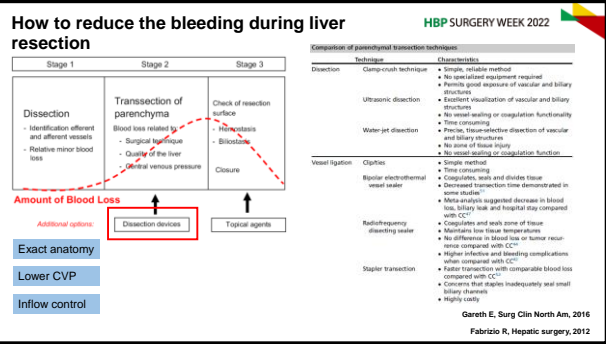 How to reduce the bleeding during liver
resection
HBP SURGERY WEEK 2022
Stage 1
Stage 2
Stage 3
Dissection
- Identification efferent
and afferent vessels
- Relative minor blood
loss
Transsection of
parenchyma
Blood loss related to:
- Surgical technique
- Quality of the liver
- Central venous pressure
Check of resection
surface
- Hemostasis
- Biliostasis
Closure
Amount of Blood Loss
Additional options:
Dissection devices
Topical agents
Exact anatomy
Lower CVP
Inflow control
Comparison of parenchymal transection techniques
Technique
Characteristics
Dissection
Clamp-crush technique
• Simple, reliable method
• No specialized equipment required
• Permits good exposure of vascular and biliary
structures
Ultrasonic dissection
• Excellent visualization of vascular and biliary
structures
• No vessel-sealing or coagulation functionality
• Time consuming
Water-jet dissection
• Precise, tissue-selective dissection of vascular
and biliary structures
• No zone of tissue injury
• No vessel-sealing or coagulation function
Vessel ligation
Clip/ties
• Simple method
• Time consuming
Bipolar electrothermal
vessel sealer
• Coagulates, seals and divides tissue
• Decreased transection time demonstrated in
some studies
• Meta-analysis suggested decrease in blood
loss, biliary leak and hospital stay compared
with CC
Radiofrequency
dissecting sealer
• Coagulates and seals zone of tissue
• Maintains low tissue temperatures
• No difference in blood loss or tumor recur-
rence compared with CC
• Higher infective and bleeding complications
when compared with CC
Stapler transection
• Faster transection with comparable blood loss
compared with CC
• Concerns that staples inadequately seal small
biliary channels
• Highly costly
Gareth E, Surg Clin North Am, 2016
Fabrizio R, Hepatic surgery, 2012